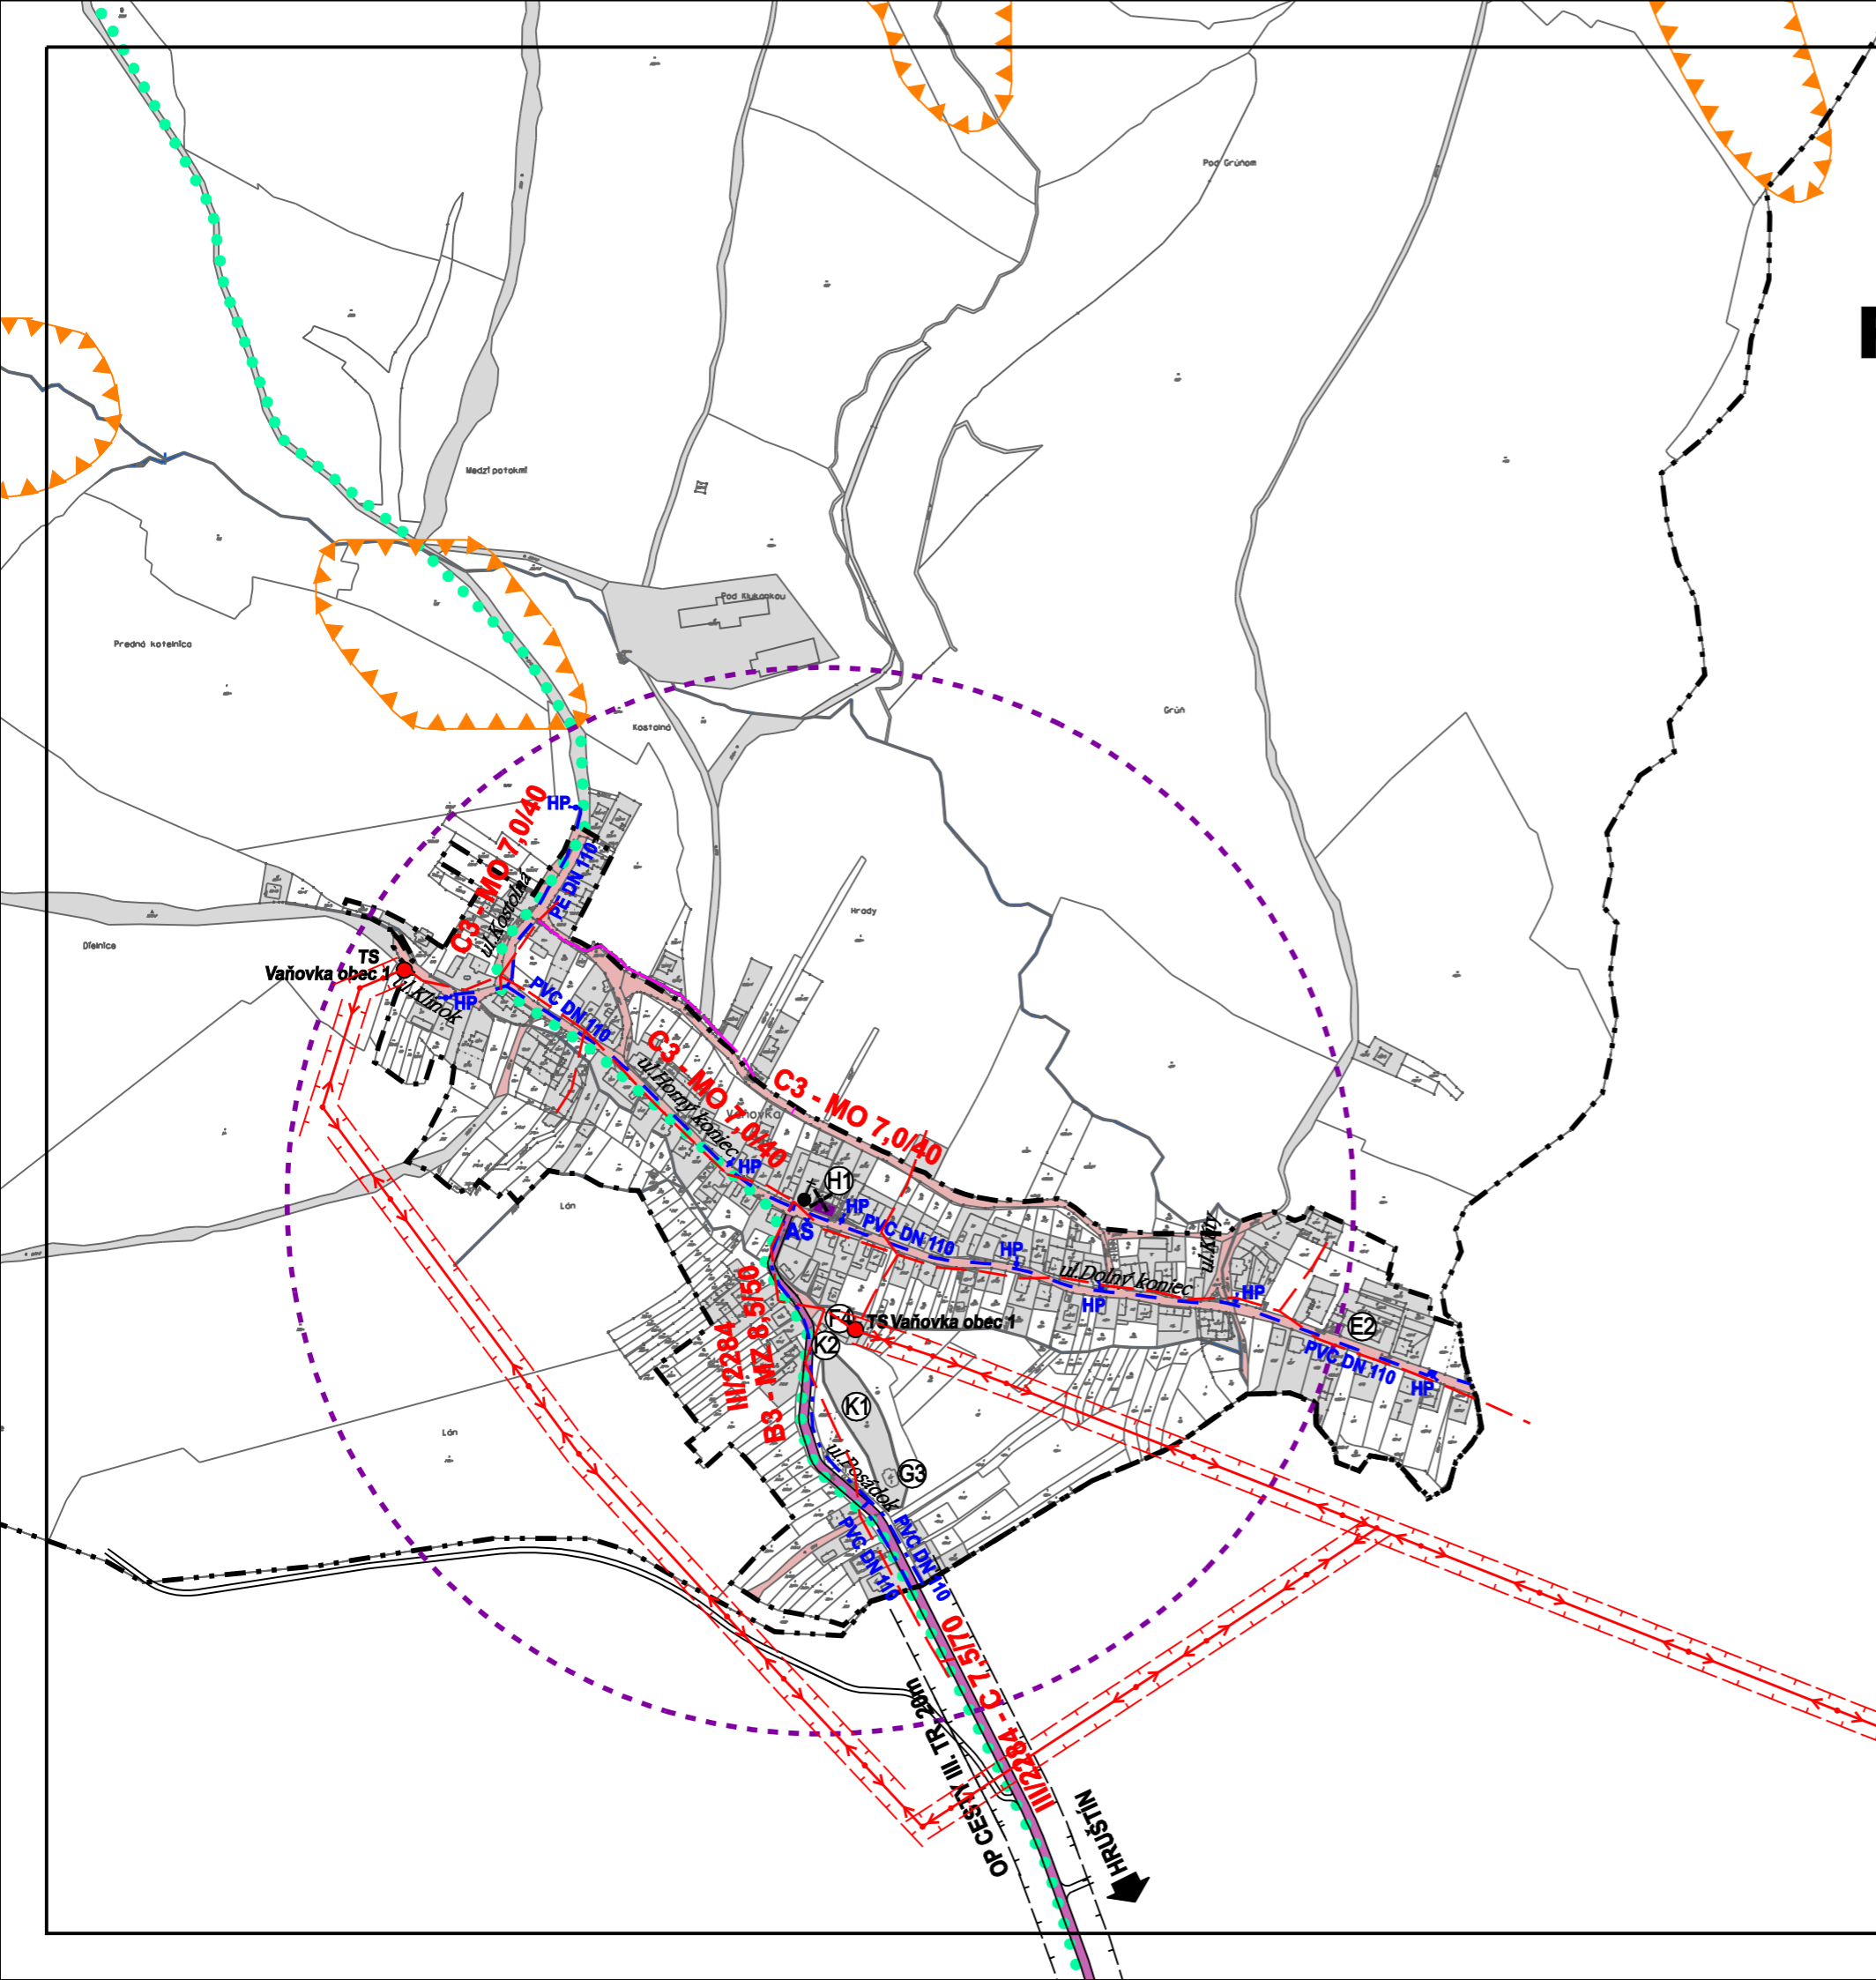 Pod Grúňom
Medzi potokmi
Pod Klukankou
Predná kotelnica
Grúň
Kostolná
HP
C3 - MO 7,0/40
PE DN 110
ul.Kostolná
Hrady
Dielnice
TS
Vaňovka obec 1
ul.Klinok
HP
PVC DN 110
C3 - MO 7,0/40
C3 - MO 7,0/40
ul.Horný koniec
Vaňovka
HP
H1
Lán
HP
AS
PVC DN 110
HP
ul.Kľiny
ul.Dolný koniec
HP
HP
F4
TS Vaňovka obec 1
E2
K2
III/2284
B3 - MZ 8,5/50
PVC DN 110
HP
K1
Lán
ul.Posádok
G3
PVC DN 110
PVC DN 110
III/2284 - C 7,5/70
OP CESTY III. TR. 20m
HRUŠTÍN